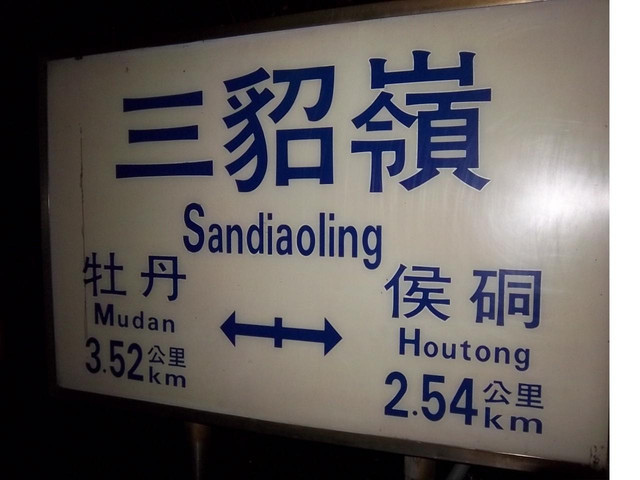 三貂嶺
Sandiaoling
牡丹
Mudan
3.52公里
km
侯硐
Houtong
2.54公里
km